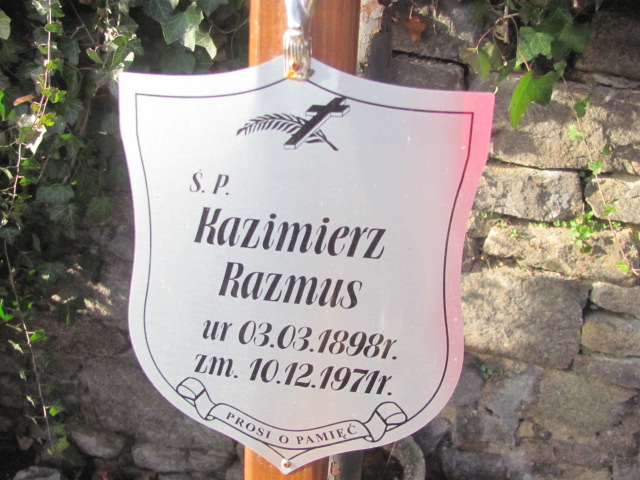 Ś. P.
Kazimierz
Razmus
ur 03.03.1898r.
zm. 10.12.1971r.
PROSI O PAMIĘĆ